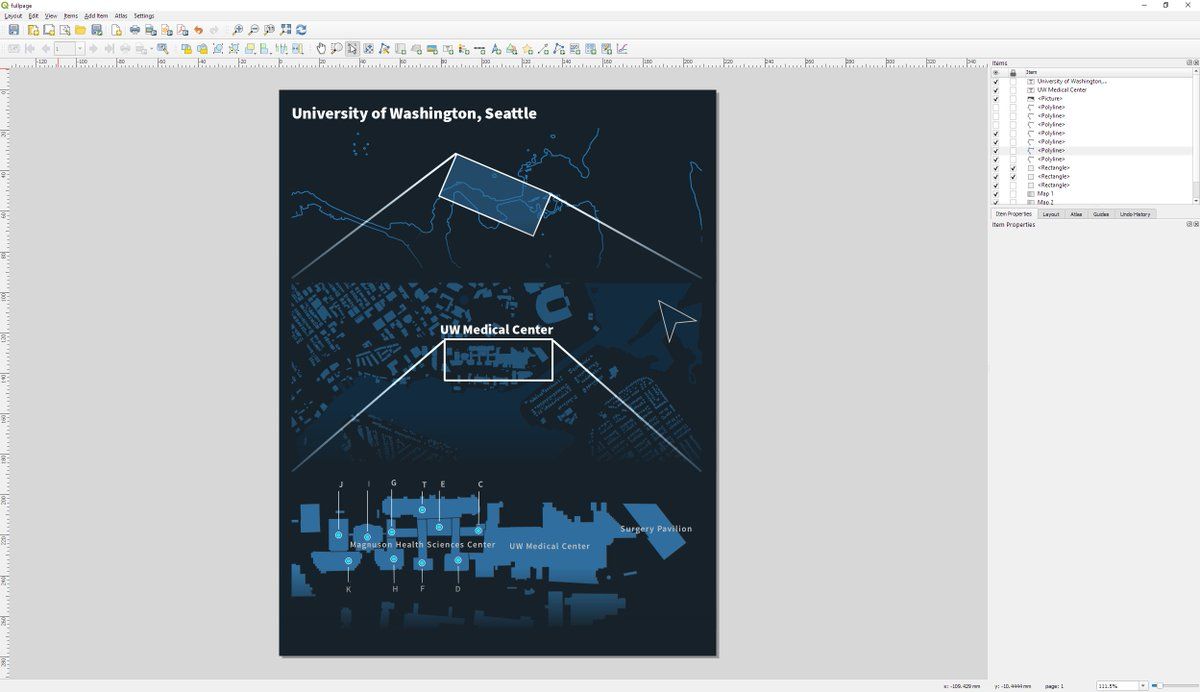 fullpage
Layout Edit View Items Add Item Atlas Settings
1
Items
Item
University of Washington,...
UW Medical Center
<Picture>
<Polyline>
<Polyline>
<Polyline>
<Polyline>
<Polyline>
<Polyline>
<Polyline>
<Rectangle>
<Rectangle>
<Rectangle>
Map 1
Map 2
Item Properties Layout Atlas Guides Undo History
Item Properties
University of Washington, Seattle
UW Medical Center
J I G T E C
Surgery Pavilion
Magnuson Health Sciences Center UW Medical Center
K H F D
x: -109.429 mm y: -10.4444 mm page: 1 111.5%